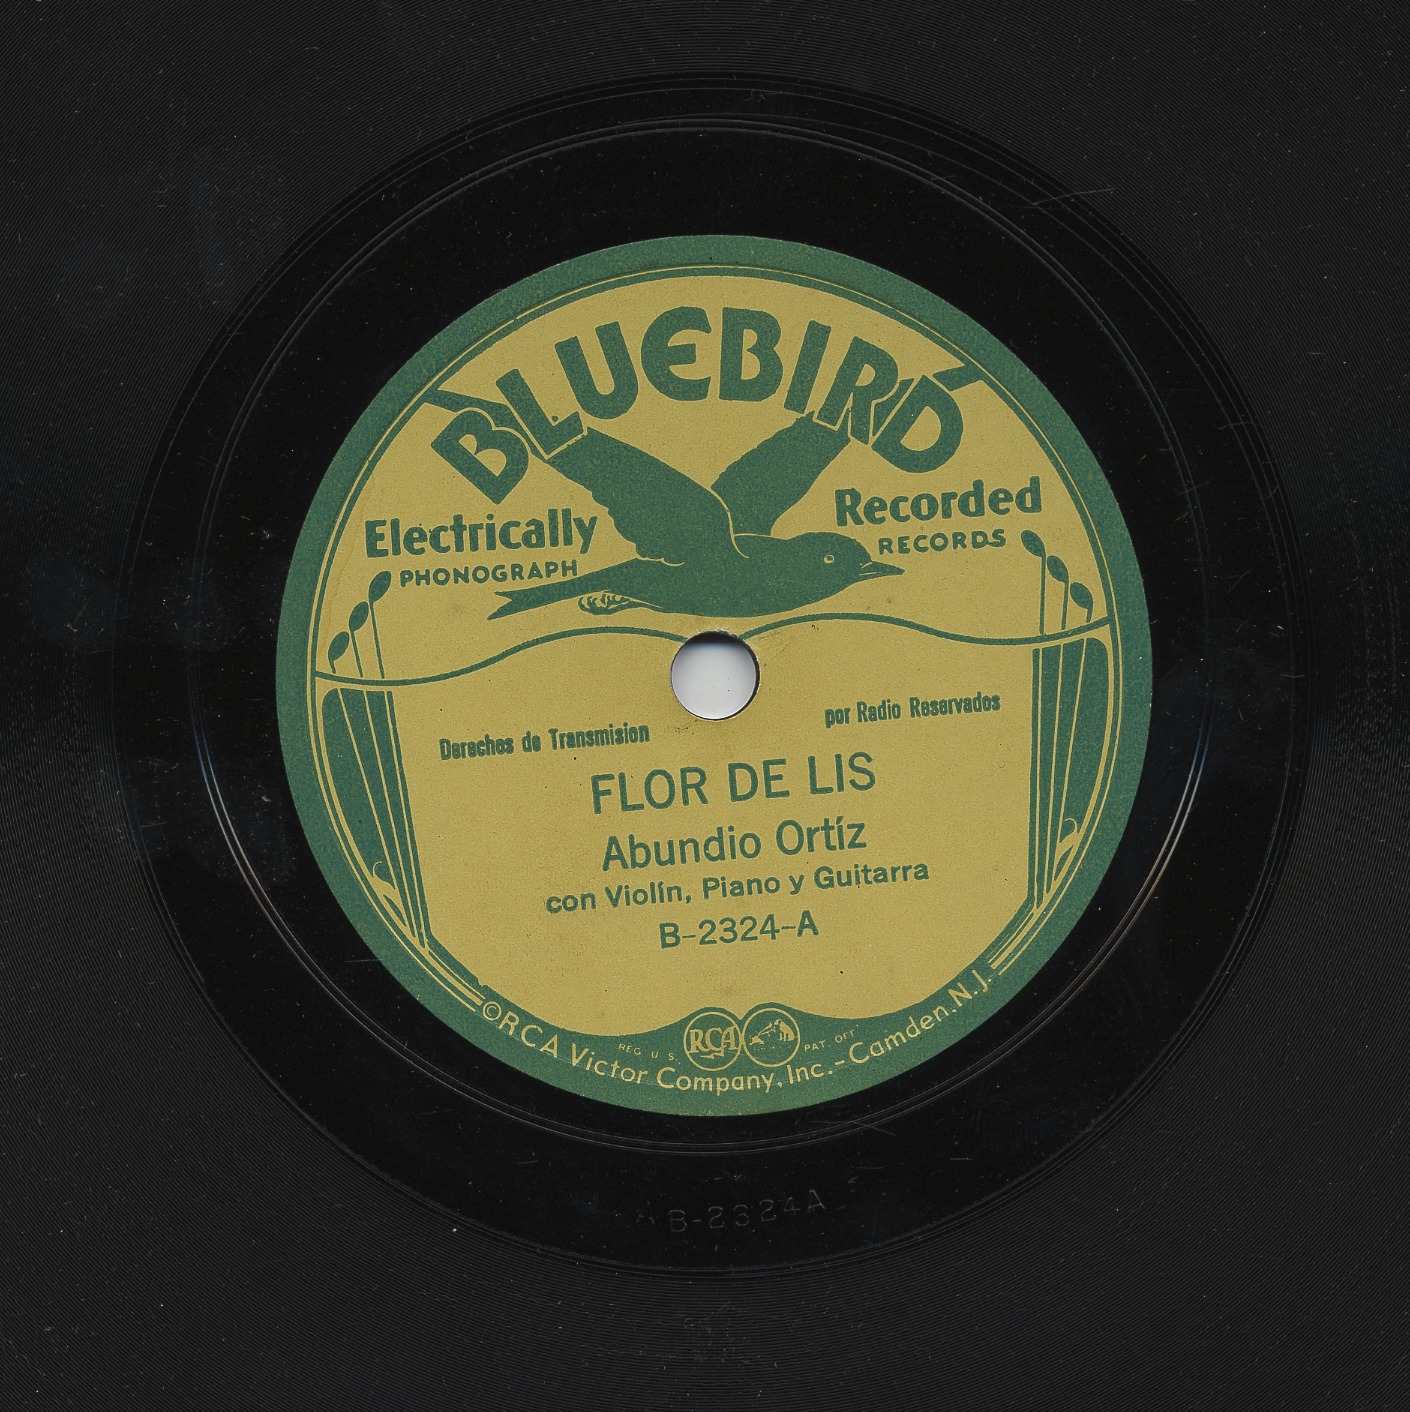 BLUEBIRD
Electrically Recorded
PHONOGRAPH RECORDS
Derechos de Transmision por Radio Reservados
FLOR DE LIS
Abundio Ortíz
con Violín, Piano y Guitarra
B-2324-A
REG. U. S. RCA PAT. OFF.
©RCA Victor Company, Inc.-Camden. N. J.
B-2324A